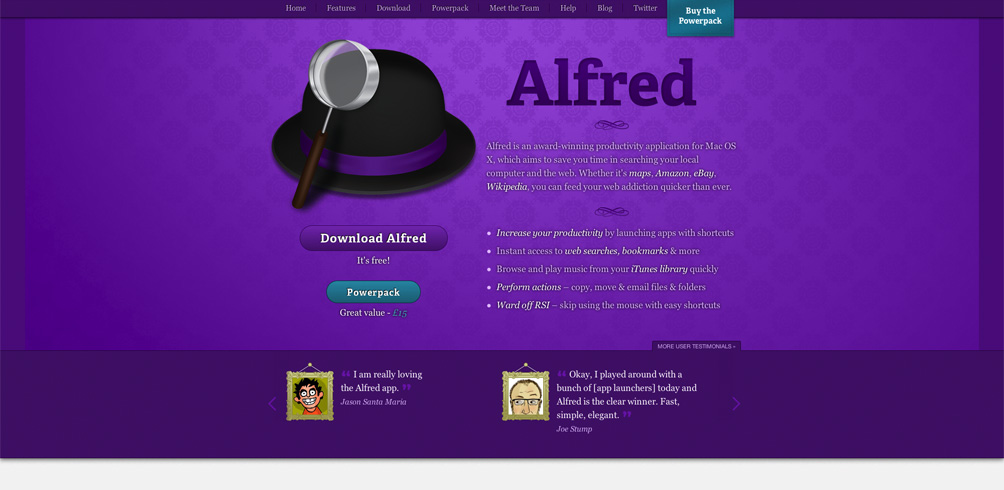 Home Features Download Powerpack Meet the Team Help Blog Twitter
Buy the
Powerpack
Alfred
Alfred is an award-winning productivity application for Mac OS
X, which aims to save you time in searching your local
computer and the web. Whether it's maps, Amazon, eBay,
Wikipedia, you can feed your web addiction quicker than ever.
Download Alfred
It's free!
Powerpack
Great value - £15
Increase your productivity by launching apps with shortcuts
Instant access to web searches, bookmarks & more
Browse and play music from your iTunes library quickly
Perform actions – copy, move & email files & folders
Ward off RSI – skip using the mouse with easy shortcuts
MORE USER TESTIMONIALS »
“ I am really loving
the Alfred app. ”
Jason Santa Maria
“ Okay, I played around with a
bunch of [app launchers] today and
Alfred is the clear winner. Fast,
simple, elegant. ”
Joe Stump